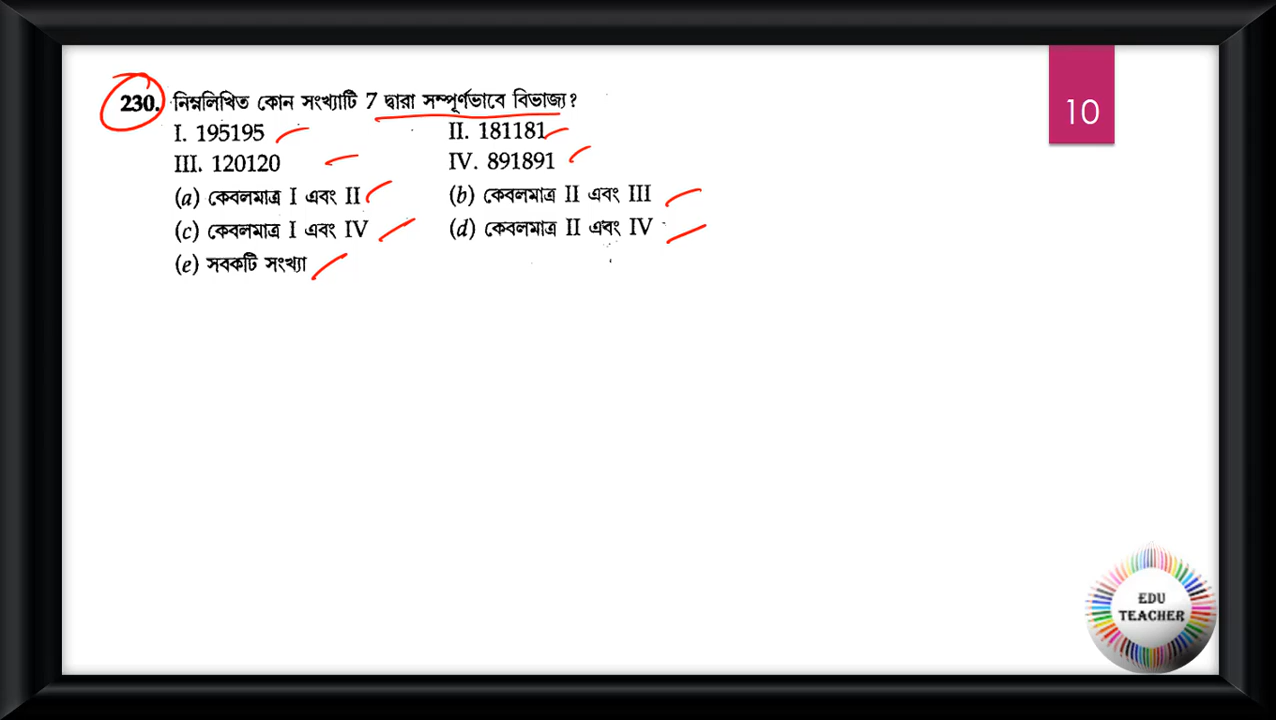 230. নিম্নলিখিত কোন সংখ্যাটি 7 দ্বারা সম্পূর্ণভাবে বিভাজ্য?
I. 195195 II. 181181
III. 120120 IV. 891891
(a) কেবলমাত্র I এবং II (b) কেবলমাত্র II এবং III
(c) কেবলমাত্র I এবং IV (d) কেবলমাত্র II এবং IV
(e) সবকটি সংখ্যা
10
EDU
TEACHER